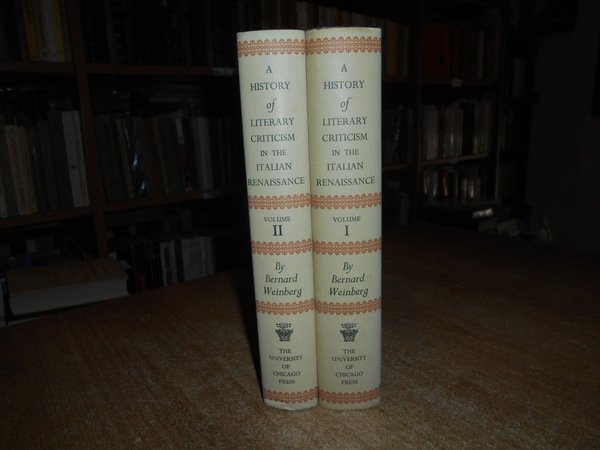 A
HISTORY
of
LITERARY
CRITICISM
IN THE
ITALIAN
RENAISSANCE
VOLUME
II
By
Bernard
Weinberg
THE
UNIVERSITY
OF
CHICAGO
PRESS
A
HISTORY
of
LITERARY
CRITICISM
IN THE
ITALIAN
RENAISSANCE
VOLUME
I
By
Bernard
Weinberg
THE
UNIVERSITY
OF
CHICAGO
PRESS